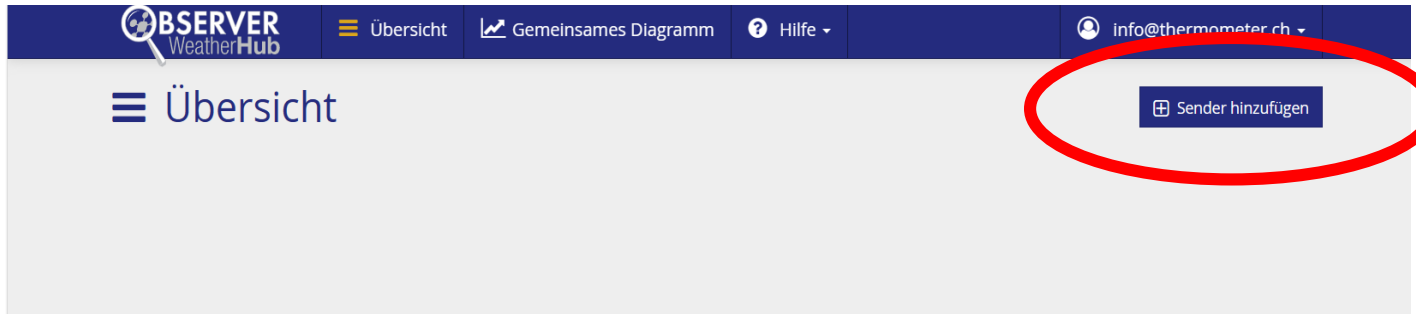 OBSERVER
WeatherHub
Übersicht
Gemeinsames Diagramm
Hilfe
info@thermometer.ch
Übersicht
Sender hinzufügen